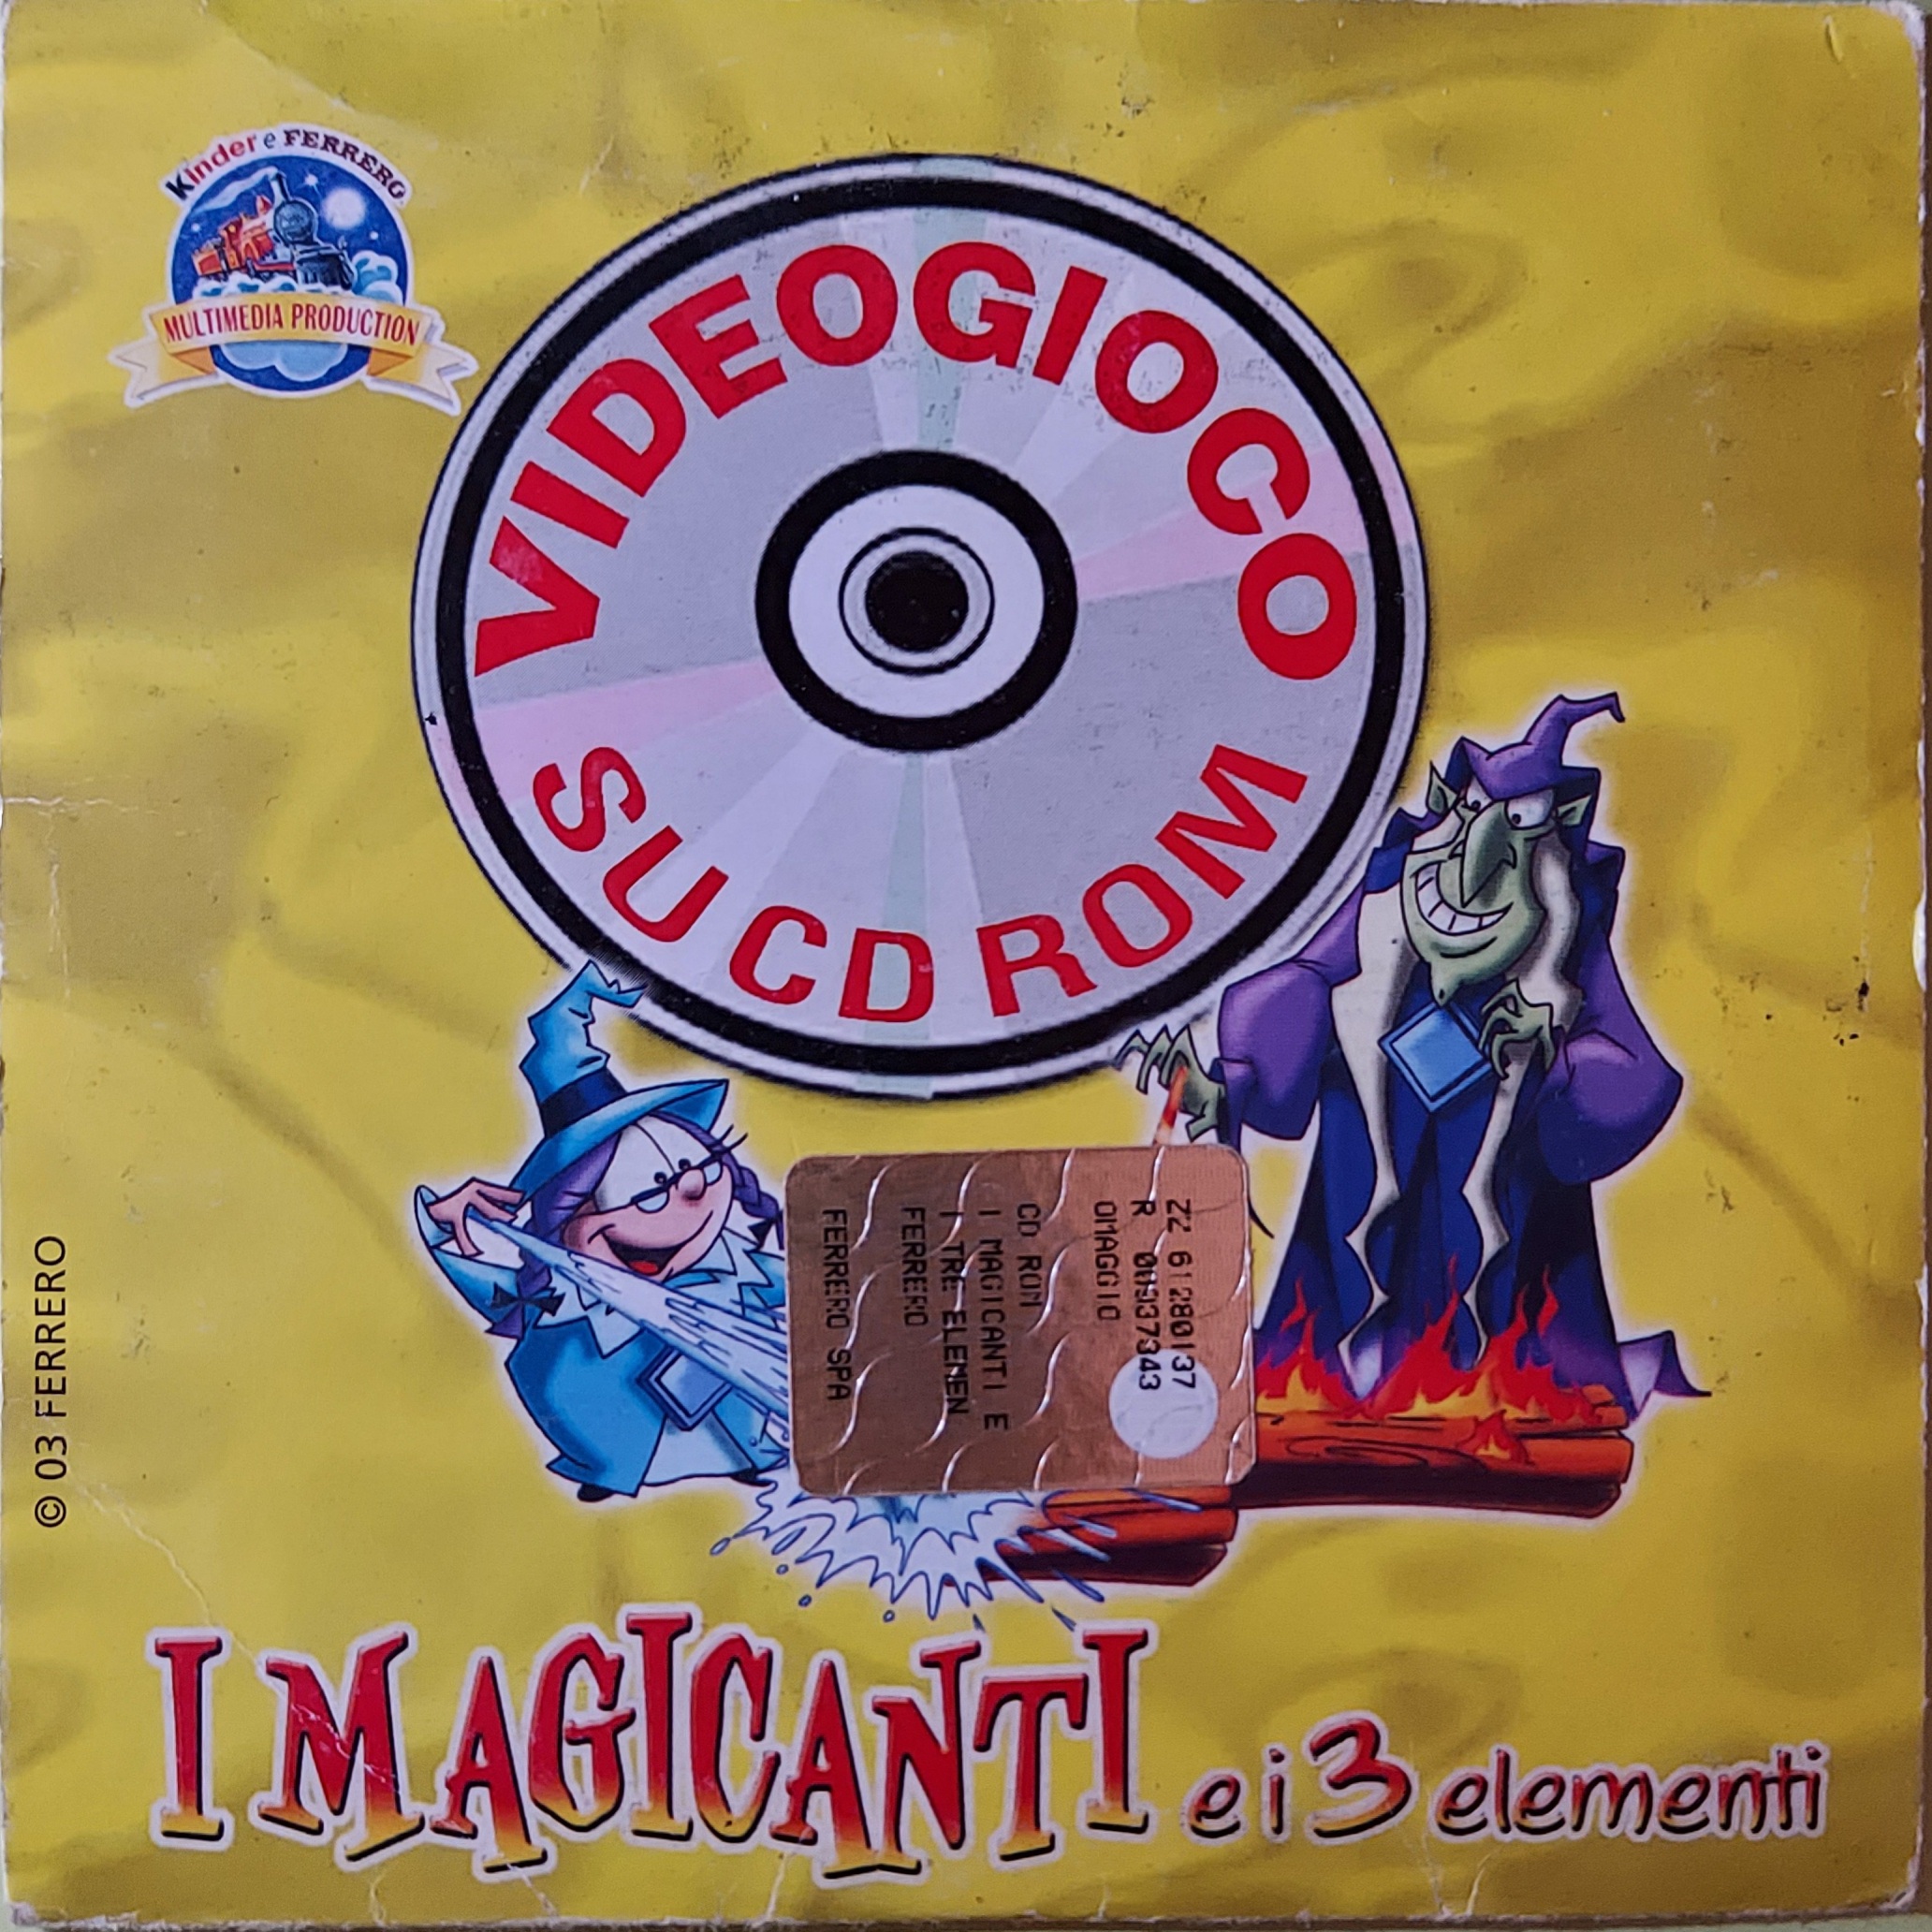 Kinder e FERRERO
MULTIMEDIA PRODUCTION
VIDEOGIOCO
SU CD ROM
ZZ 61280137
OMAGGIO
CD ROM
I MAGICANTI E
I TRE ELEMEN
FERRERO
FERRERO SPA
© 03 FERRERO
I MAGICANTI e i 3 elementi